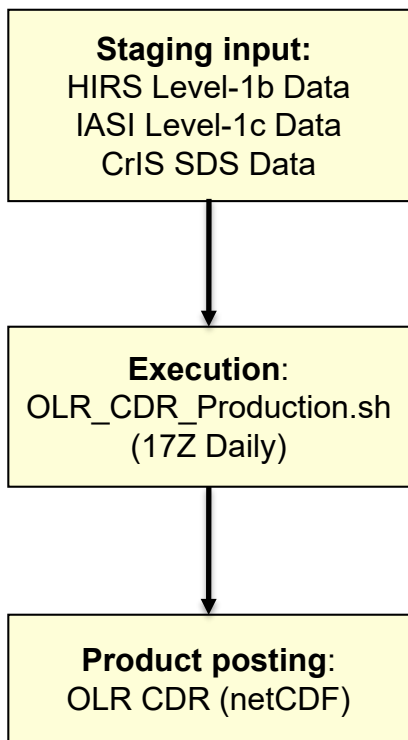 Staging input:
HIRS Level-1b Data
IASI Level-1c Data
CrIS SDS Data
Execution:
OLR_CDR_Production.sh
(17Z Daily)
Product posting:
OLR CDR (netCDF)